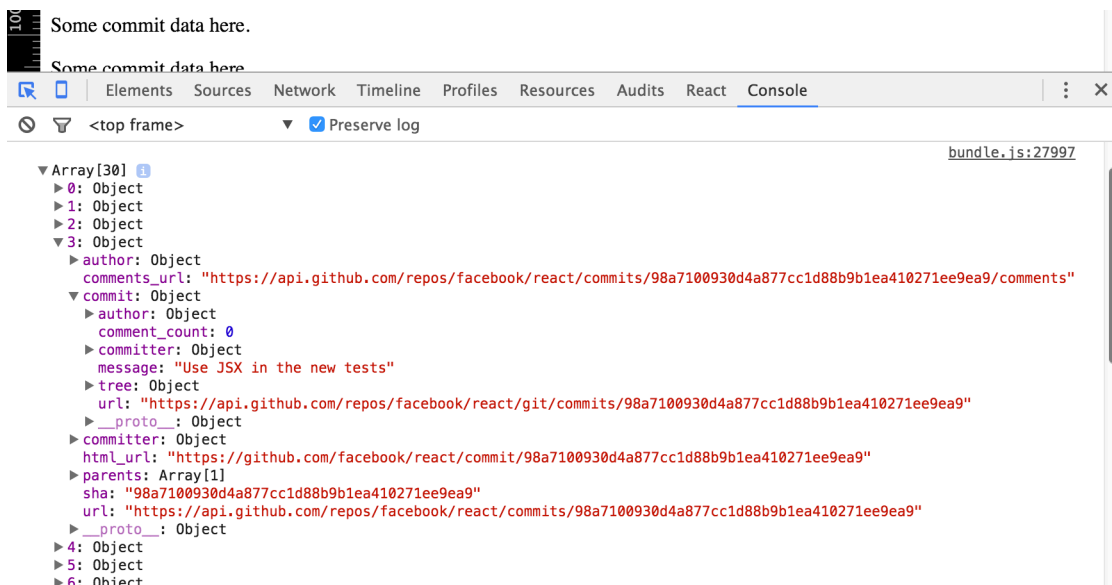 100
Some commit data here.
Some commit data here
Elements Sources Network Timeline Profiles Resources Audits React Console
<top frame> Preserve log
bundle.js:27997
Array[30] i
0: Object
1: Object
2: Object
3: Object
author: Object
comments_url: "https://api.github.com/repos/facebook/react/commits/98a7100930d4a877cc1d88b9b1ea410271ee9ea9/comments"
commit: Object
author: Object
comment_count: 0
committer: Object
message: "Use JSX in the new tests"
tree: Object
url: "https://api.github.com/repos/facebook/react/git/commits/98a7100930d4a877cc1d88b9b1ea410271ee9ea9"
__proto__: Object
committer: Object
html_url: "https://github.com/facebook/react/commit/98a7100930d4a877cc1d88b9b1ea410271ee9ea9"
parents: Array[1]
sha: "98a7100930d4a877cc1d88b9b1ea410271ee9ea9"
url: "https://api.github.com/repos/facebook/react/commits/98a7100930d4a877cc1d88b9b1ea410271ee9ea9"
__proto__: Object
4: Object
5: Object
6: Object